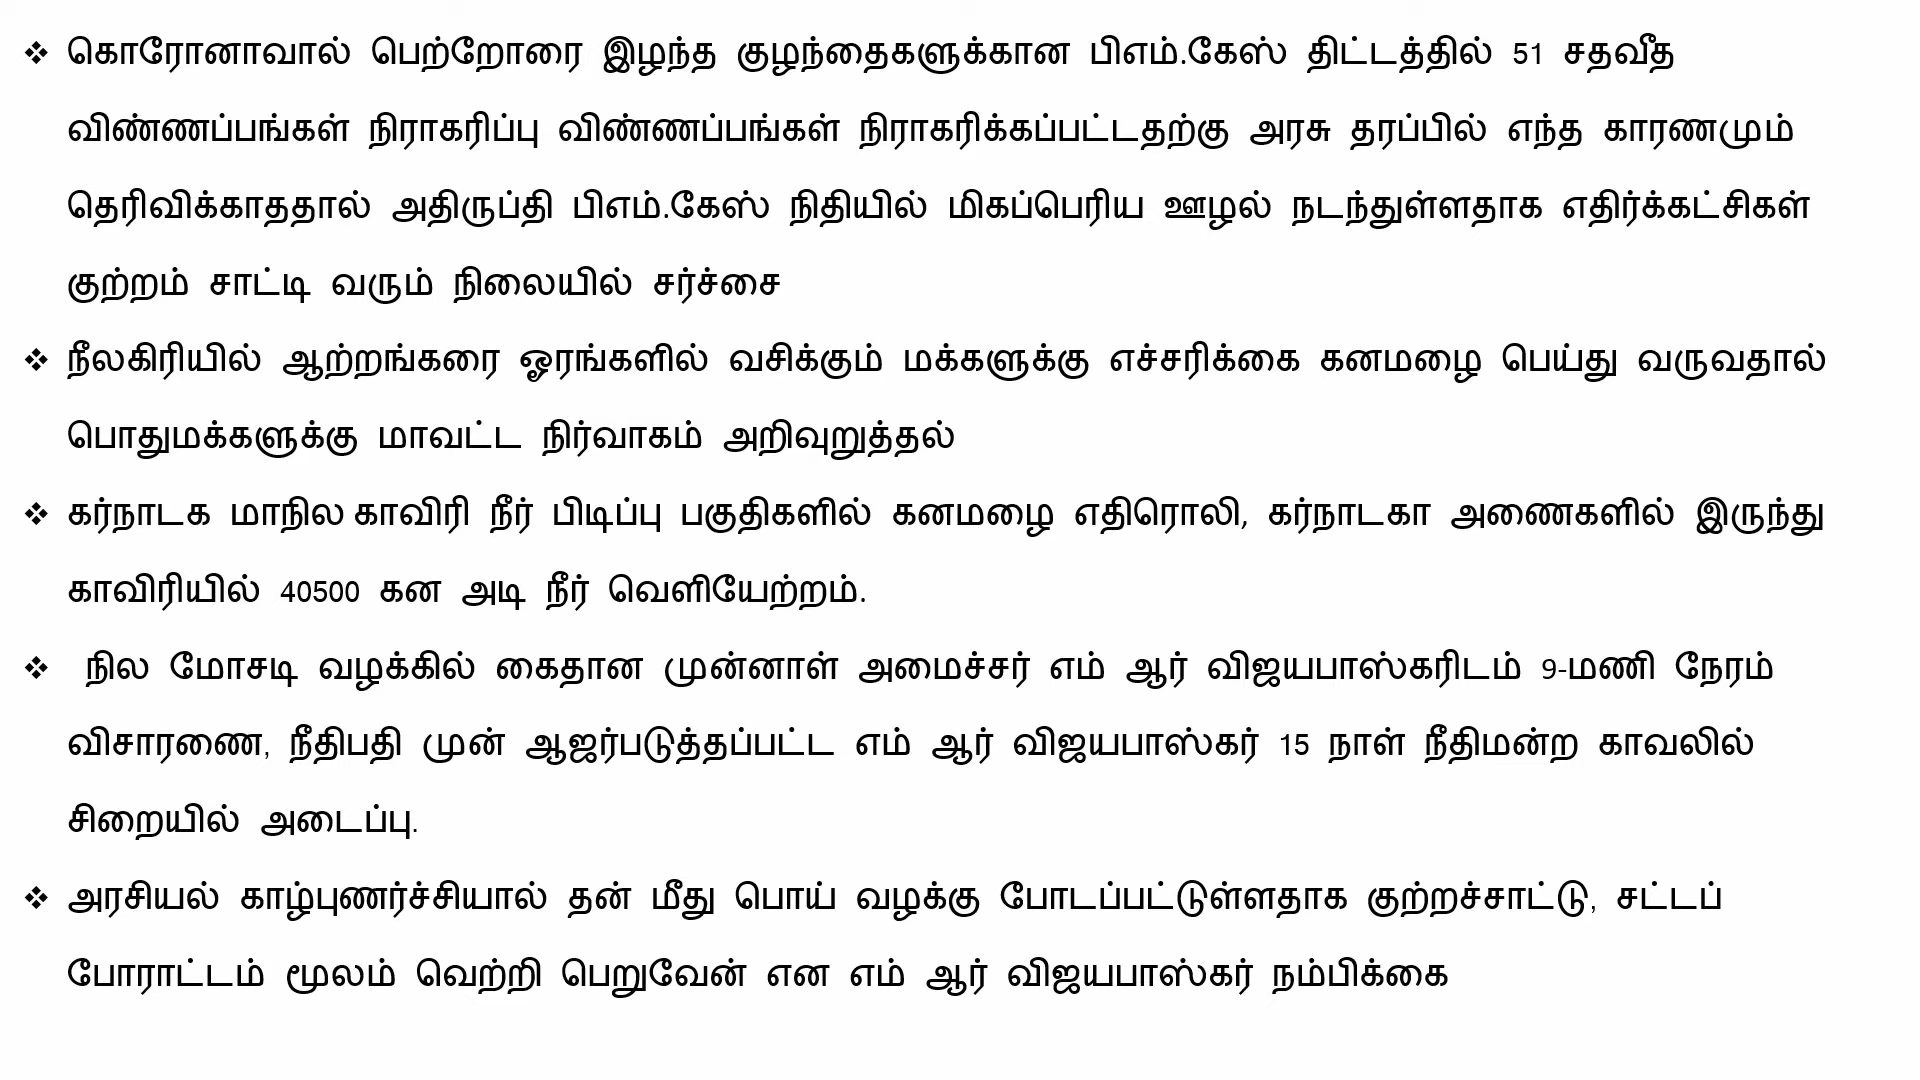 ❖ கொரோனாவால் பெற்றோரை இழந்த குழந்தைகளுக்கான பிஎம்.கேஸ் திட்டத்தில் 51 சதவீத
விண்ணப்பங்கள் நிராகரிப்பு விண்ணப்பங்கள் நிராகரிக்கப்பட்டதற்கு அரசு தரப்பில் எந்த காரணமும்
தெரிவிக்காததால் அதிருப்தி பிஎம்.கேஸ் நிதியில் மிகப்பெரிய ஊழல் நடந்துள்ளதாக எதிர்க்கட்சிகள்
குற்றம் சாட்டி வரும் நிலையில் சர்ச்சை
❖ நீலகிரியில் ஆற்றங்கரை ஓரங்களில் வசிக்கும் மக்களுக்கு எச்சரிக்கை கனமழை பெய்து வருவதால்
பொதுமக்களுக்கு மாவட்ட நிர்வாகம் அறிவுறுத்தல்
❖ கர்நாடக மாநில காவிரி நீர் பிடிப்பு பகுதிகளில் கனமழை எதிரொலி, கர்நாடகா அணைகளில் இருந்து
காவிரியில் 40500 கன அடி நீர் வெளியேற்றம்.
❖ நில மோசடி வழக்கில் கைதான முன்னாள் அமைச்சர் எம் ஆர் விஜயபாஸ்கரிடம் 9-மணி நேரம்
விசாரணை, நீதிபதி முன் ஆஜர்படுத்தப்பட்ட எம் ஆர் விஜயபாஸ்கர் 15 நாள் நீதிமன்ற காவலில்
சிறையில் அடைப்பு.
❖ அரசியல் காழ்புணர்ச்சியால் தன் மீது பொய் வழக்கு போடப்பட்டுள்ளதாக குற்றச்சாட்டு, சட்டப்
போராட்டம் மூலம் வெற்றி பெறுவேன் என எம் ஆர் விஜயபாஸ்கர் நம்பிக்கை